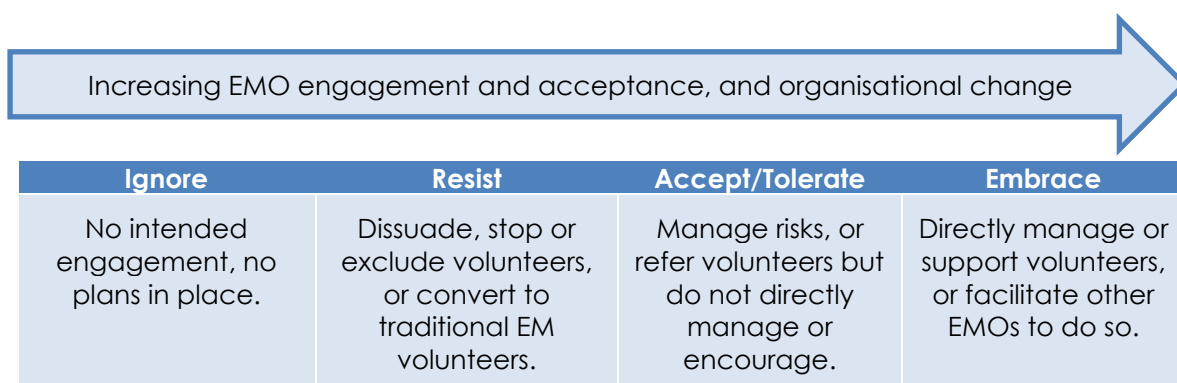 Increasing EMO engagement and acceptance, and organisational change
Ignore
No intended
engagement, no
plans in place.
Resist
Dissuade, stop or
exclude volunteers,
or convert to
traditional EM
volunteers.
Accept/Tolerate
Manage risks, or
refer volunteers but
do not directly
manage or
encourage.
Embrace
Directly manage or
support volunteers,
or facilitate other
EMOs to do so.